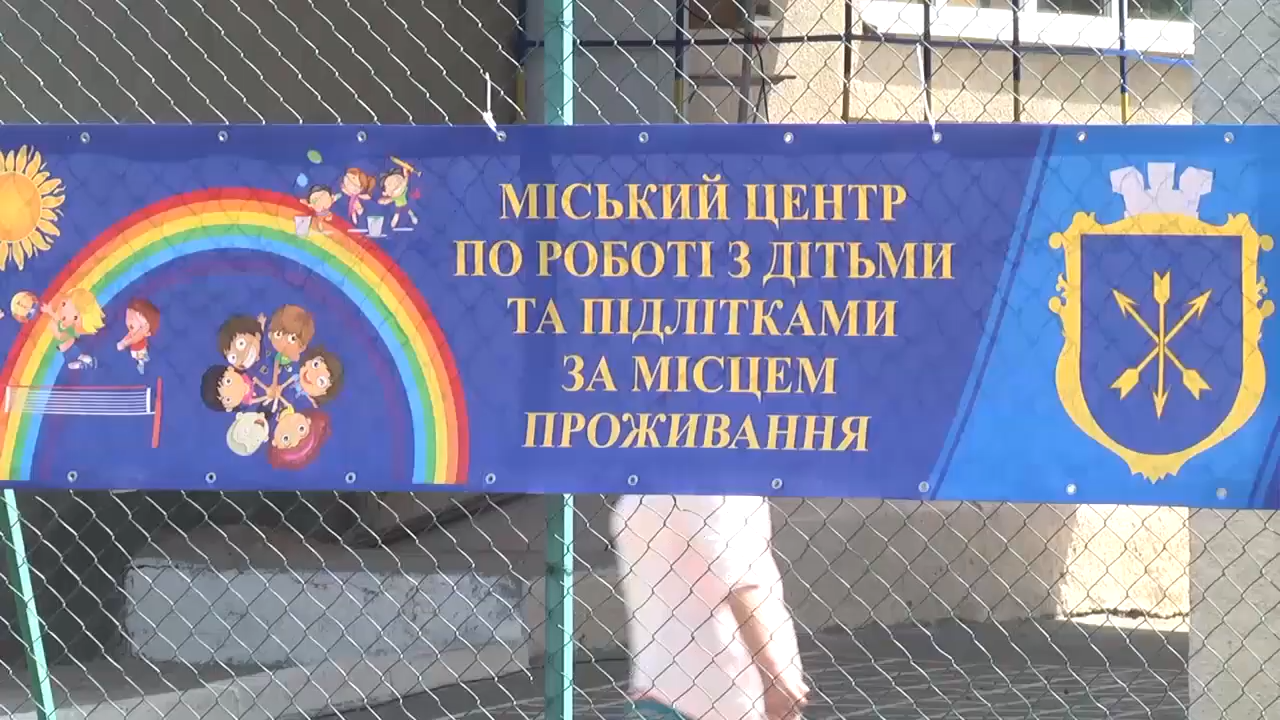 МІСЬКИЙ ЦЕНТР
ПО РОБОТІ З ДІТЬМИ
ТА ПІДЛІТКАМИ
ЗА МІСЦЕМ
ПРОЖИВАННЯ